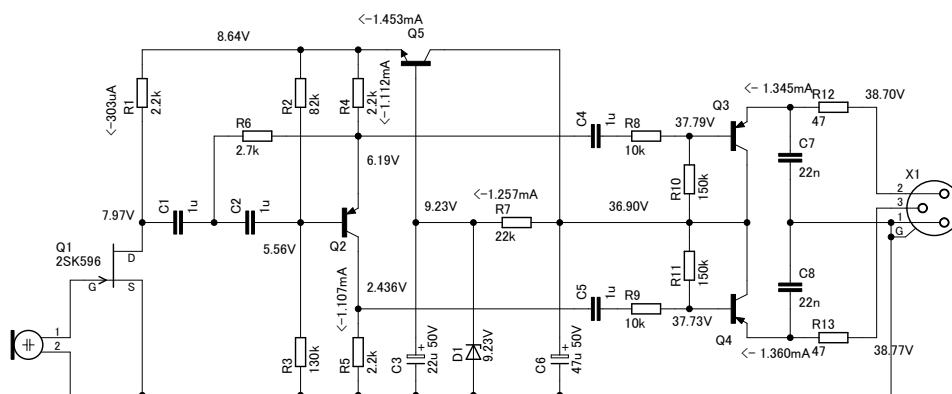 <-1.453mA
Q5
8.64V
<-303uA
R1
2.2k
R2
82k
R4
2.2k
<-1.112mA
R6
2.7k
6.19V
C4
1u
R8
10k
37.79V
Q3
<- 1.345mA
R12
47
38.70V
C7
22n
R10
150k
X1
2
3
1
G
7.97V
C1
1u
C2
1u
5.56V
Q2
9.23V
<-1.257mA
R7
22k
36.90V
Q1
2SK596
D
G
S
<-1.107mA
2.436V
R11
150k
C5
1u
R9
10k
37.73V
Q4
<- 1.360mA
C8
22n
R13
47
38.77V
1
2
R3
130k
R5
2.2k
C3
+
22u 50V
D1
9.23V
C6
+
47u 50V